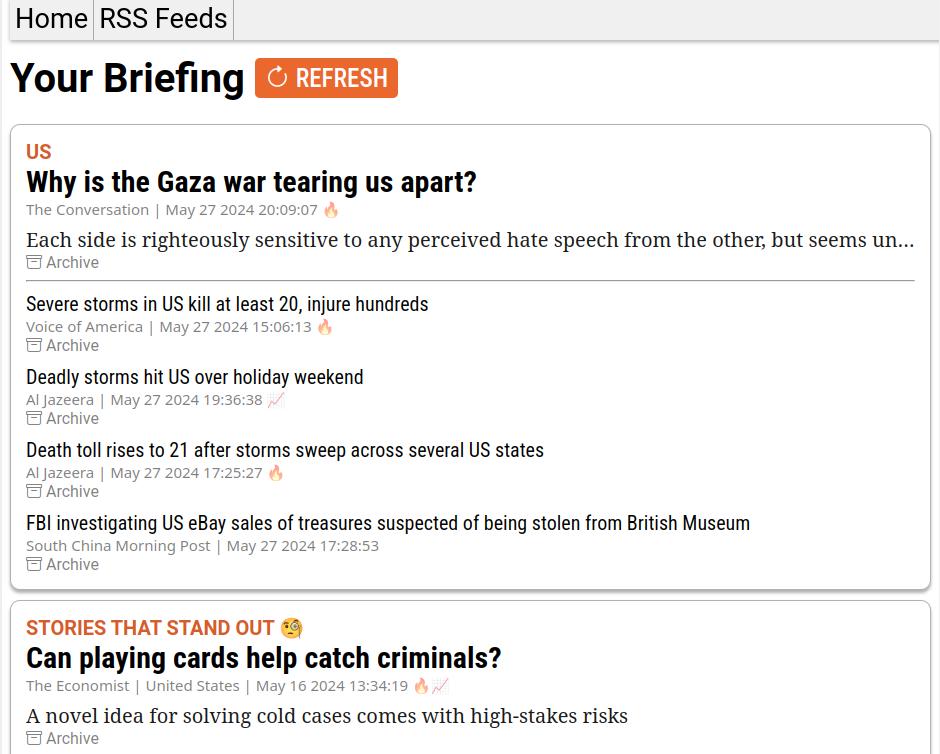 Home RSS Feeds
Your Briefing REFRESH
US
Why is the Gaza war tearing us apart?
The Conversation | May 27 2024 20:09:07 🔥
Each side is righteously sensitive to any perceived hate speech from the other, but seems un...
Archive
Severe storms in US kill at least 20, injure hundreds
Voice of America | May 27 2024 15:06:13 🔥
Archive
Deadly storms hit US over holiday weekend
Al Jazeera | May 27 2024 19:36:38 📈
Archive
Death toll rises to 21 after storms sweep across several US states
Al Jazeera | May 27 2024 17:25:27 🔥
Archive
FBI investigating US eBay sales of treasures suspected of being stolen from British Museum
South China Morning Post | May 27 2024 17:28:53
Archive
STORIES THAT STAND OUT 🧐
Can playing cards help catch criminals?
The Economist | United States | May 16 2024 13:34:19 🔥📈
A novel idea for solving cold cases comes with high-stakes risks
Archive